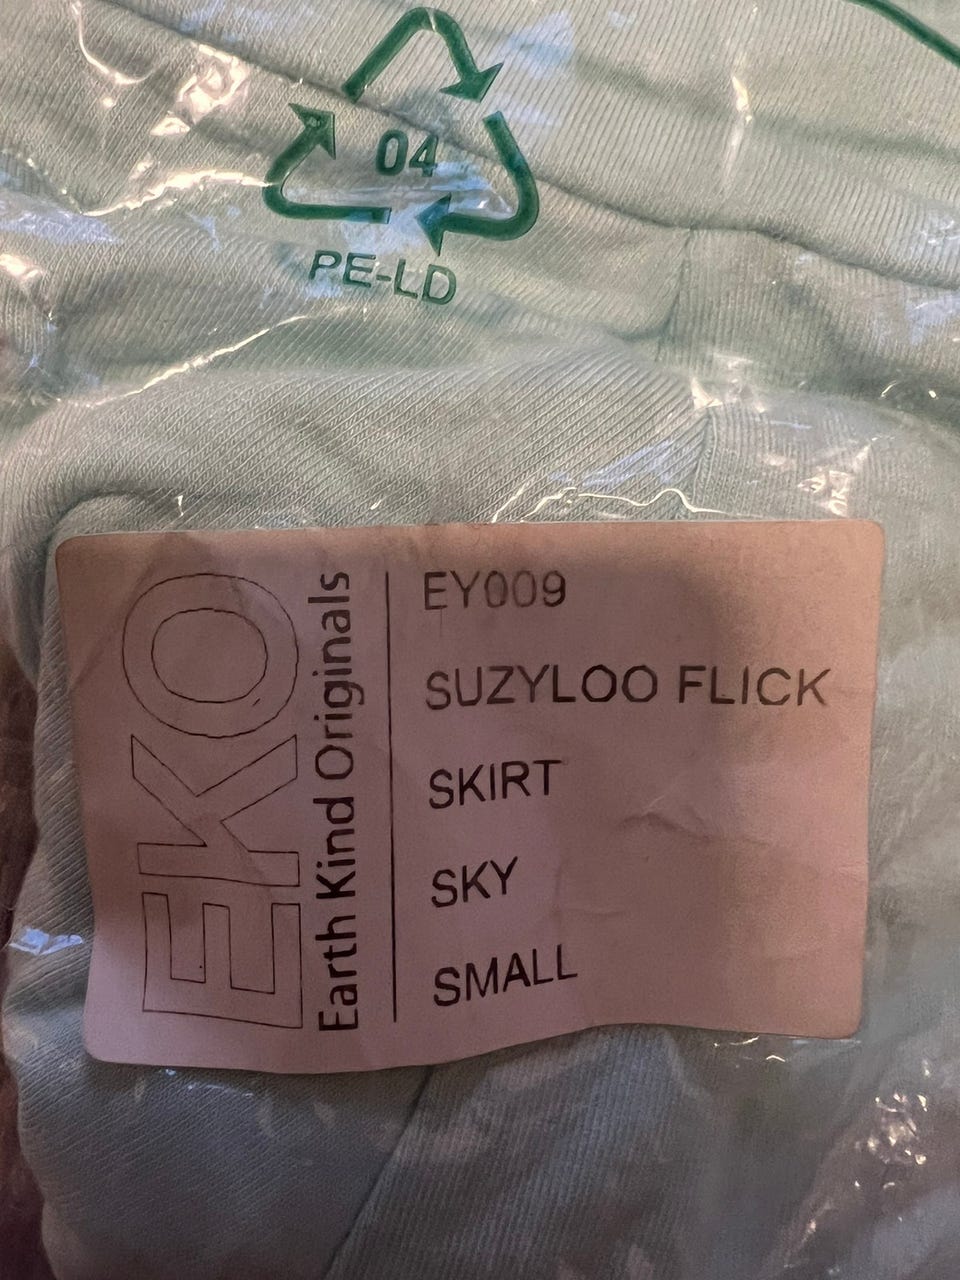 04
PE-LD
EKO
Earth Kind Originals
EY009
SUZYLOO FLICK
SKIRT
SKY
SMALL